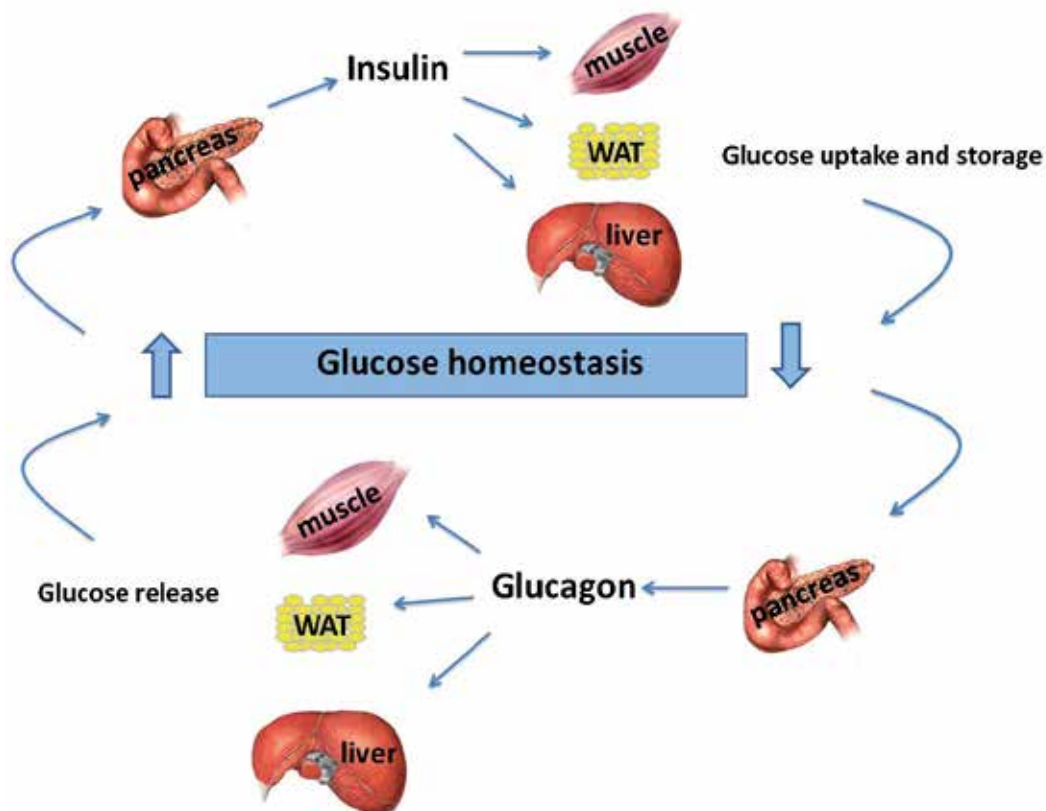 Insulin
muscle
pancreas
WAT
Glucose uptake and storage
liver
Glucose homeostasis
muscle
Glucose release
WAT
Glucagon
pancreas
liver